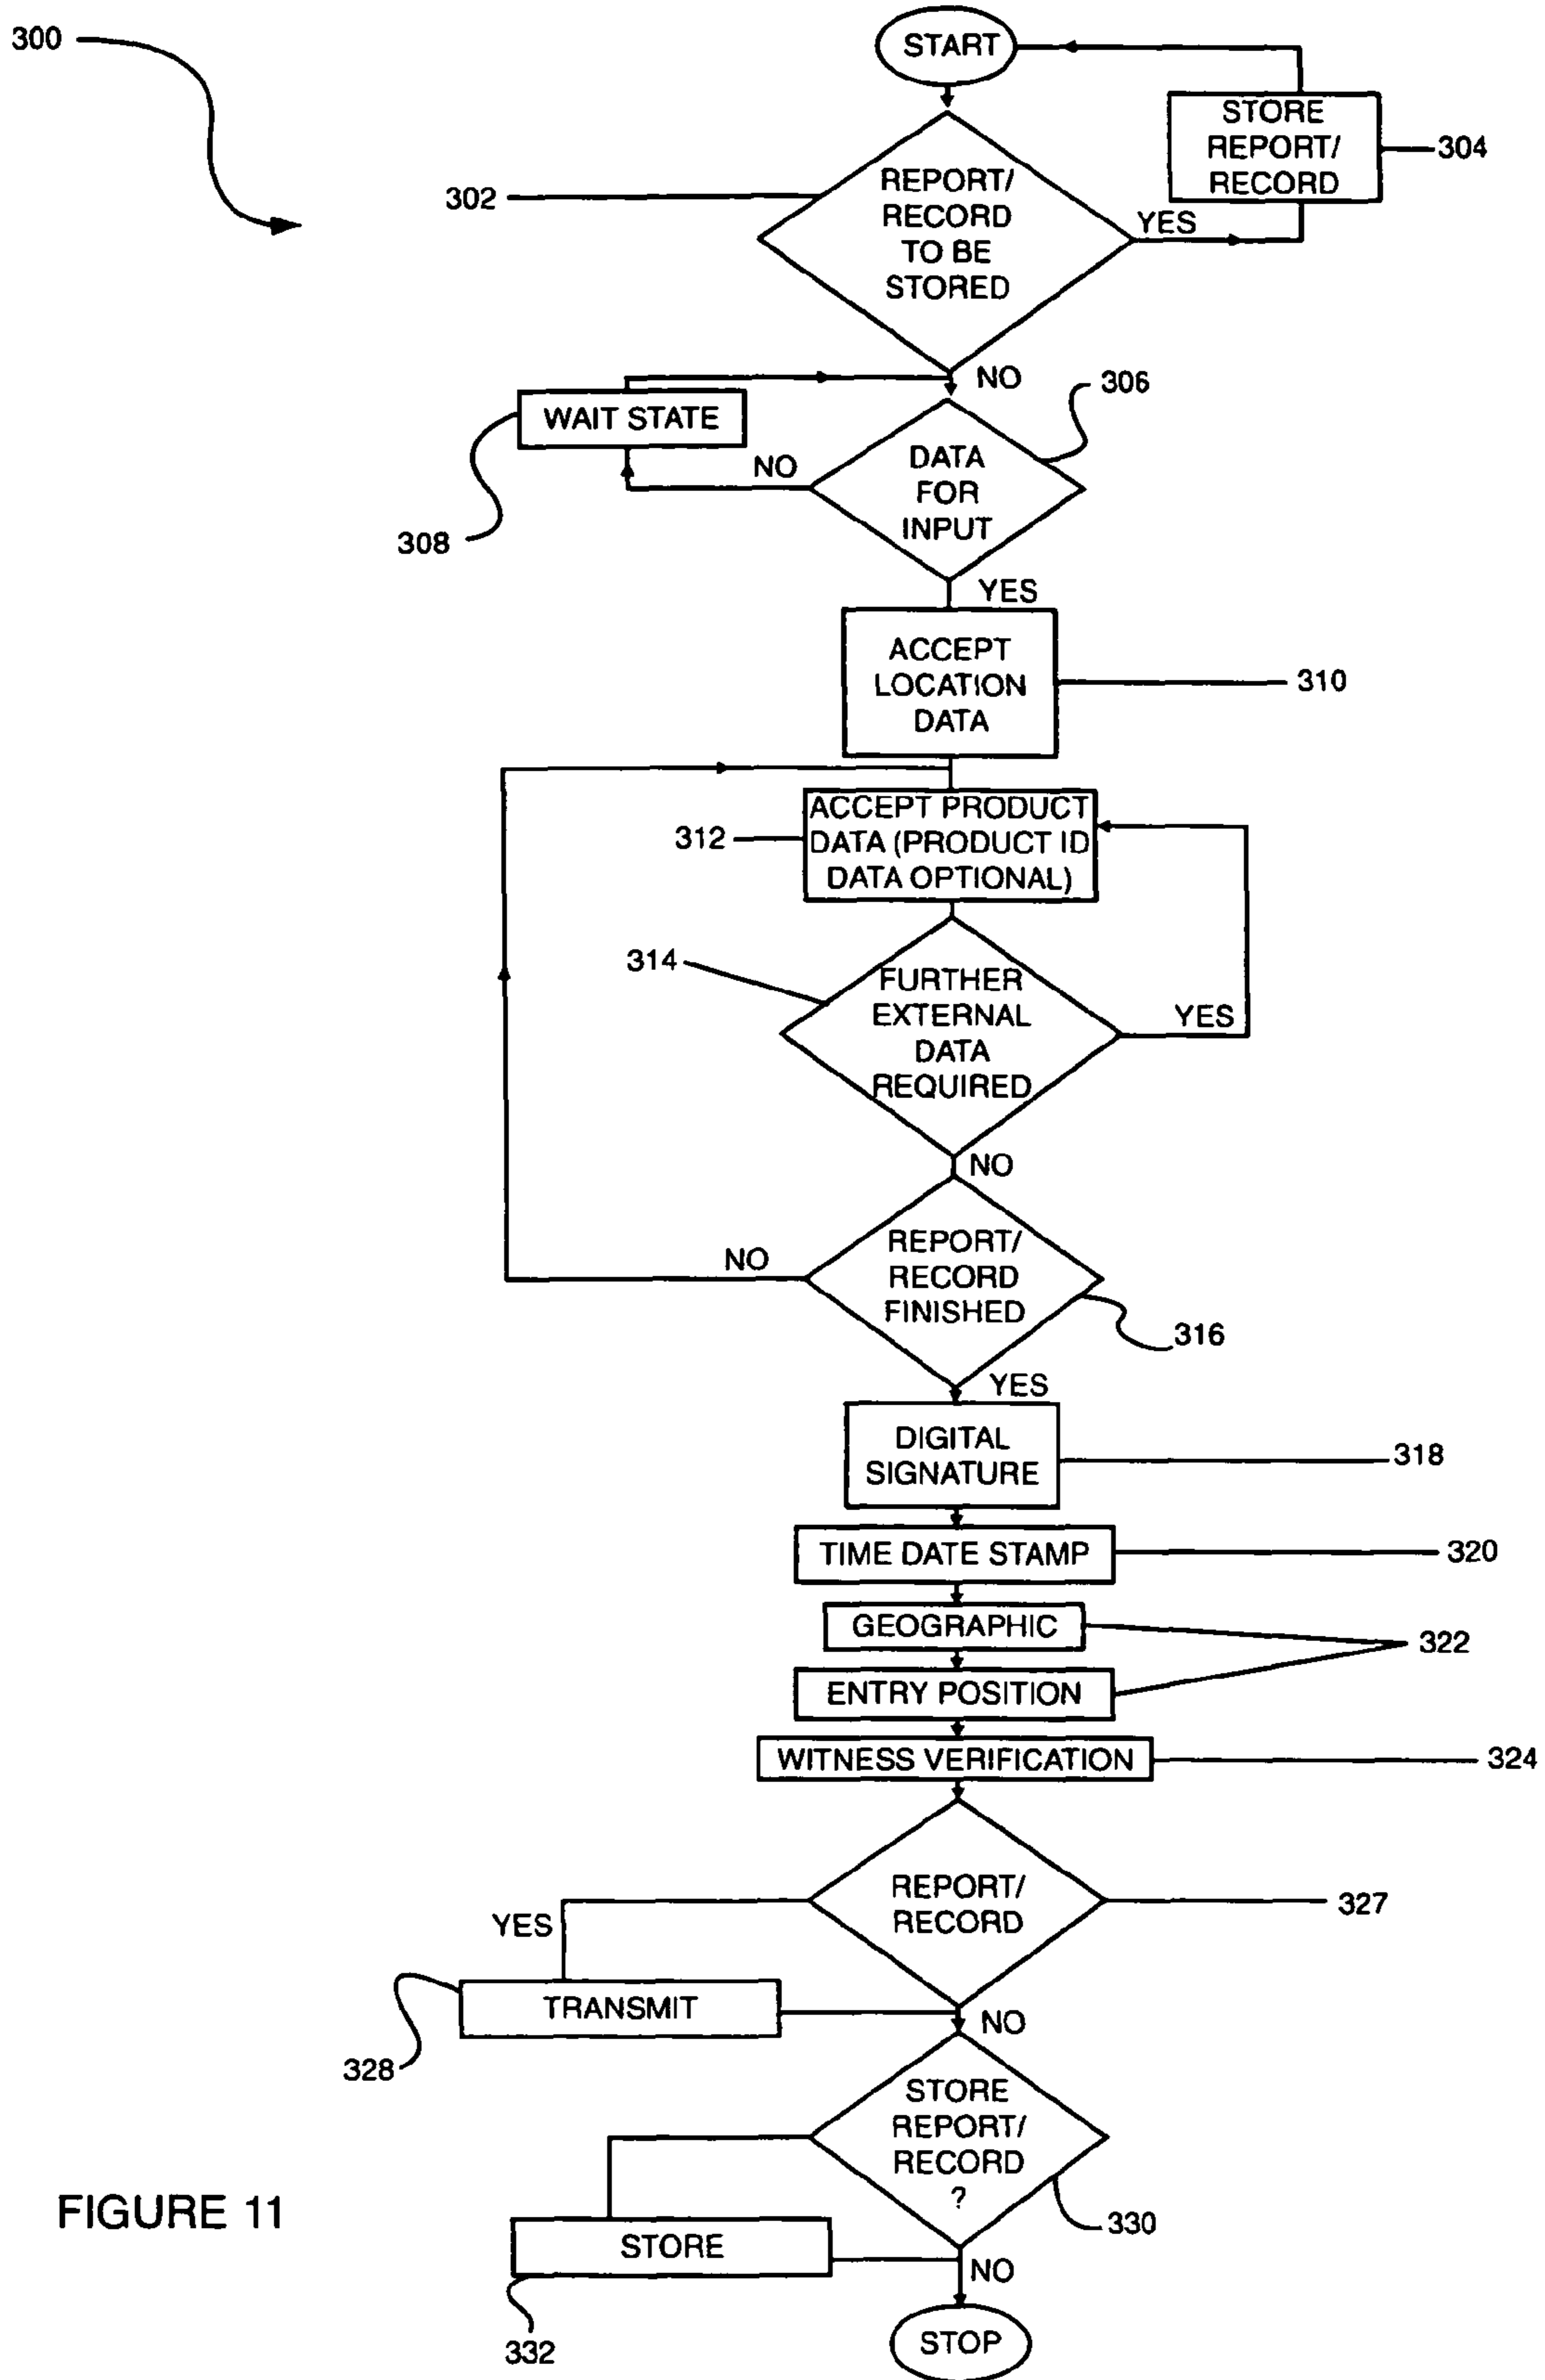 300
START
STORE
REPORT/
RECORD
304
302
REPORT/
RECORD
TO BE
STORED
YES
NO
306
WAIT STATE
308
NO
DATA
FOR
INPUT
YES
ACCEPT
LOCATION
DATA
310
312
ACCEPT PRODUCT
DATA (PRODUCT ID
DATA OPTIONAL)
314
FURTHER
EXTERNAL
DATA
REQUIRED
YES
NO
REPORT/
RECORD
FINISHED
NO
316
YES
DIGITAL
SIGNATURE
318
TIME DATE STAMP
320
GEOGRAPHIC
322
ENTRY POSITION
WITNESS VERIFICATION
324
REPORT/
RECORD
327
YES
TRANSMIT
328
NO
STORE
REPORT/
RECORD
?
330
STORE
332
NO
STOP
FIGURE 11